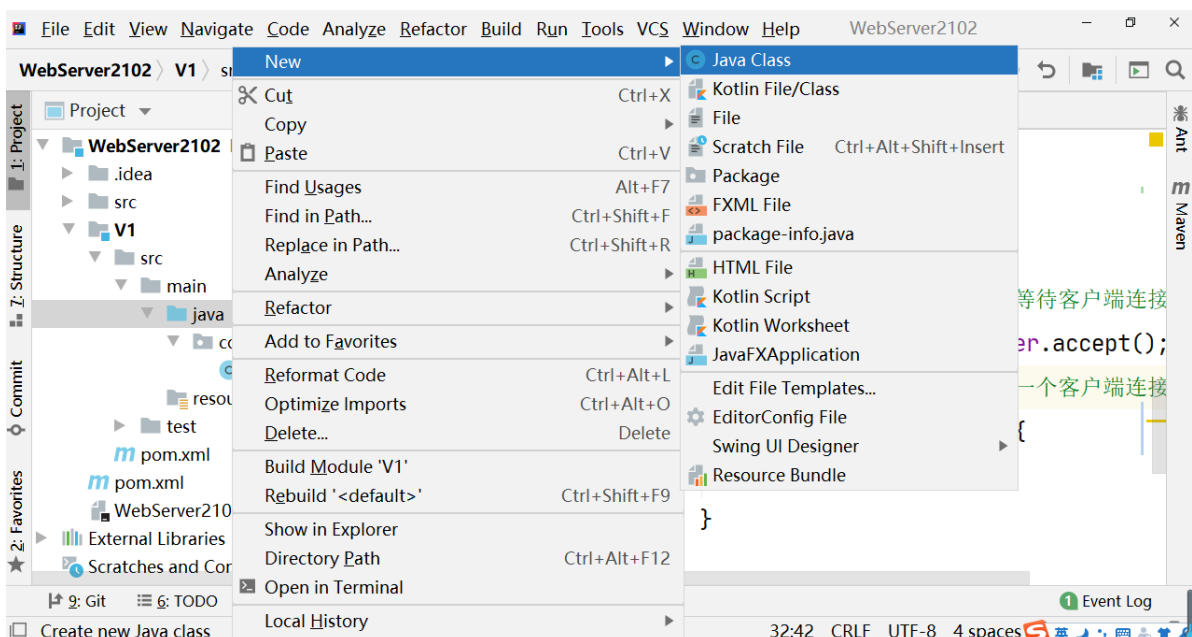 File Edit View Navigate Code Analyze Refactor Build Run Tools VCS Window Help WebServer2102
WebServer2102 V1
1: Project
7: Structure
Commit
2: Favorites
Project
WebServer2102
.idea
src
V1
src
main
java
resou
test
pom.xml
pom.xml
WebServer210
External Libraries
Scratches and Con
New
Cut Ctrl+X
Copy
Paste Ctrl+V
Find Usages Alt+F7
Find in Path... Ctrl+Shift+F
Replace in Path... Ctrl+Shift+R
Analyze
Refactor
Add to Favorites
Reformat Code Ctrl+Alt+L
Optimize Imports Ctrl+Alt+O
Delete... Delete
Build Module 'V1'
Rebuild '<default>' Ctrl+Shift+F9
Show in Explorer
Directory Path Ctrl+Alt+F12
Open in Terminal
Local History
Java Class
Kotlin File/Class
File
Scratch File Ctrl+Alt+Shift+Insert
Package
FXML File
package-info.java
HTML File
Kotlin Script
Kotlin Worksheet
JavaFXApplication
Edit File Templates...
EditorConfig File
Swing UI Designer
Resource Bundle
等待客户端连接
er.accept();
一个客户端连接
{
}
Ant
Maven
9: Git 6: TODO 1 Event Log
Create new Java class 32:42 CRLF UTF-8 4 spaces 英